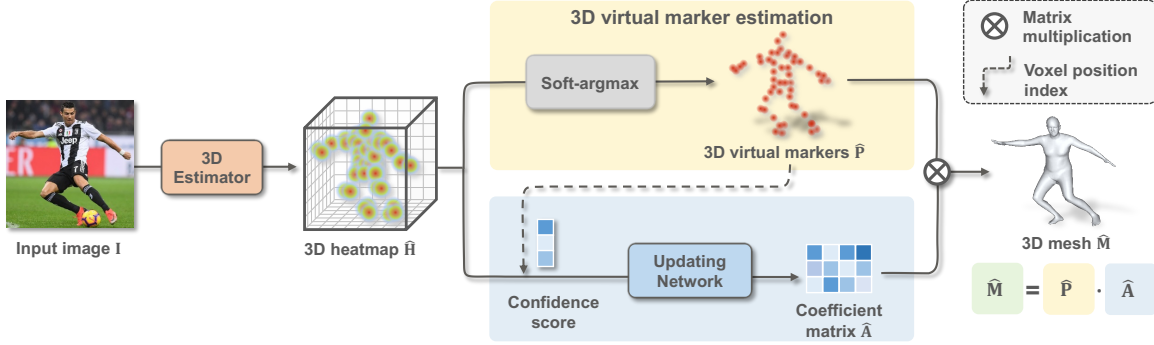 3D virtual marker estimation
Matrix
multiplication
Voxel position
index
Soft-argmax
Jeep
3D
Estimator
3D virtual markers P̂
Input image I
3D heatmap Ĥ
3D mesh M̂
Updating
Network
Confidence
score
Coefficient
matrix Â
M̂ = P̂ · Â